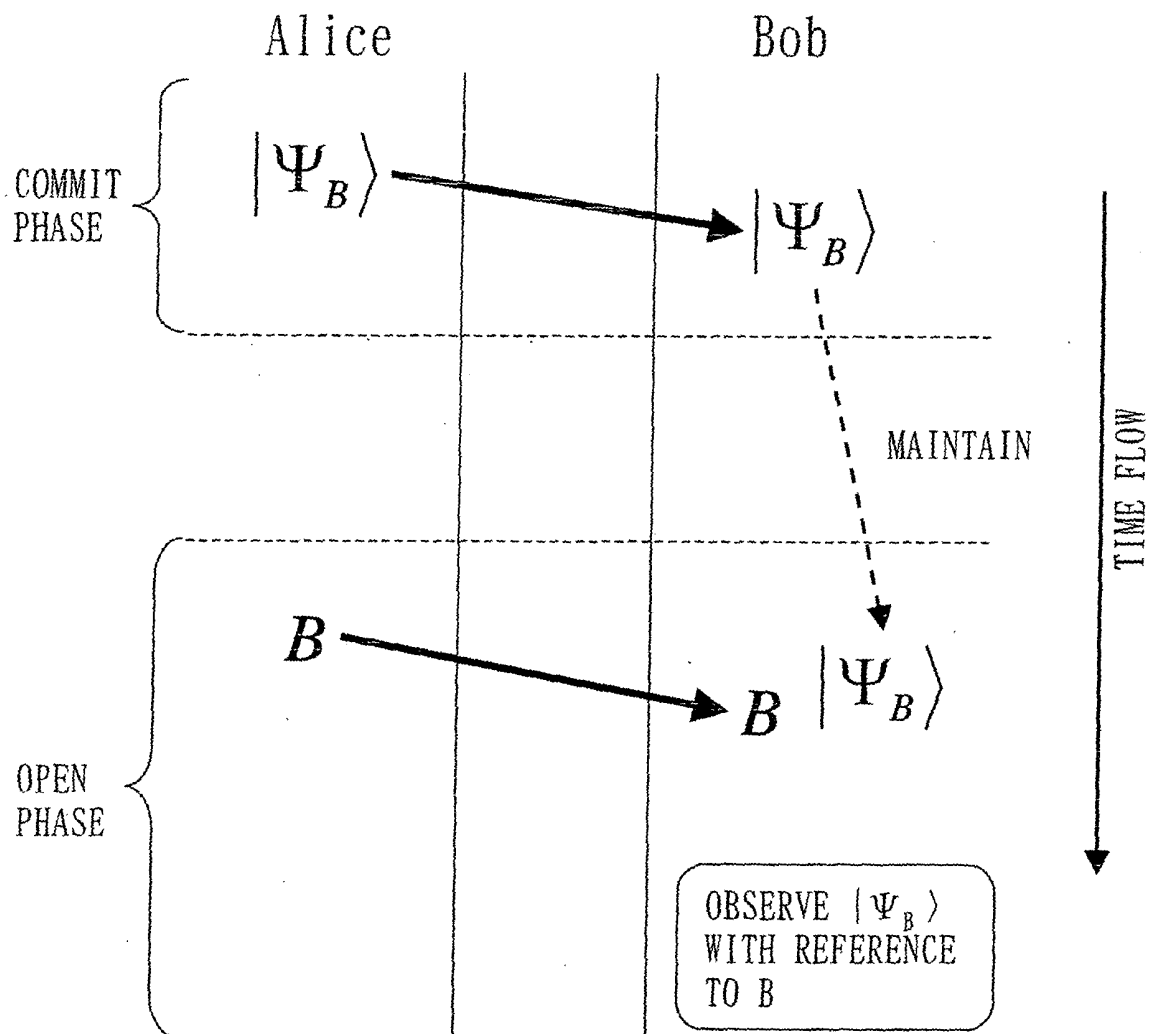 Alice
Bob
COMMIT
PHASE
|Ψ_B⟩
|Ψ_B⟩
MAINTAIN
TIME FLOW
OPEN
PHASE
B
B |Ψ_B⟩
OBSERVE |Ψ_B⟩
WITH REFERENCE
TO B